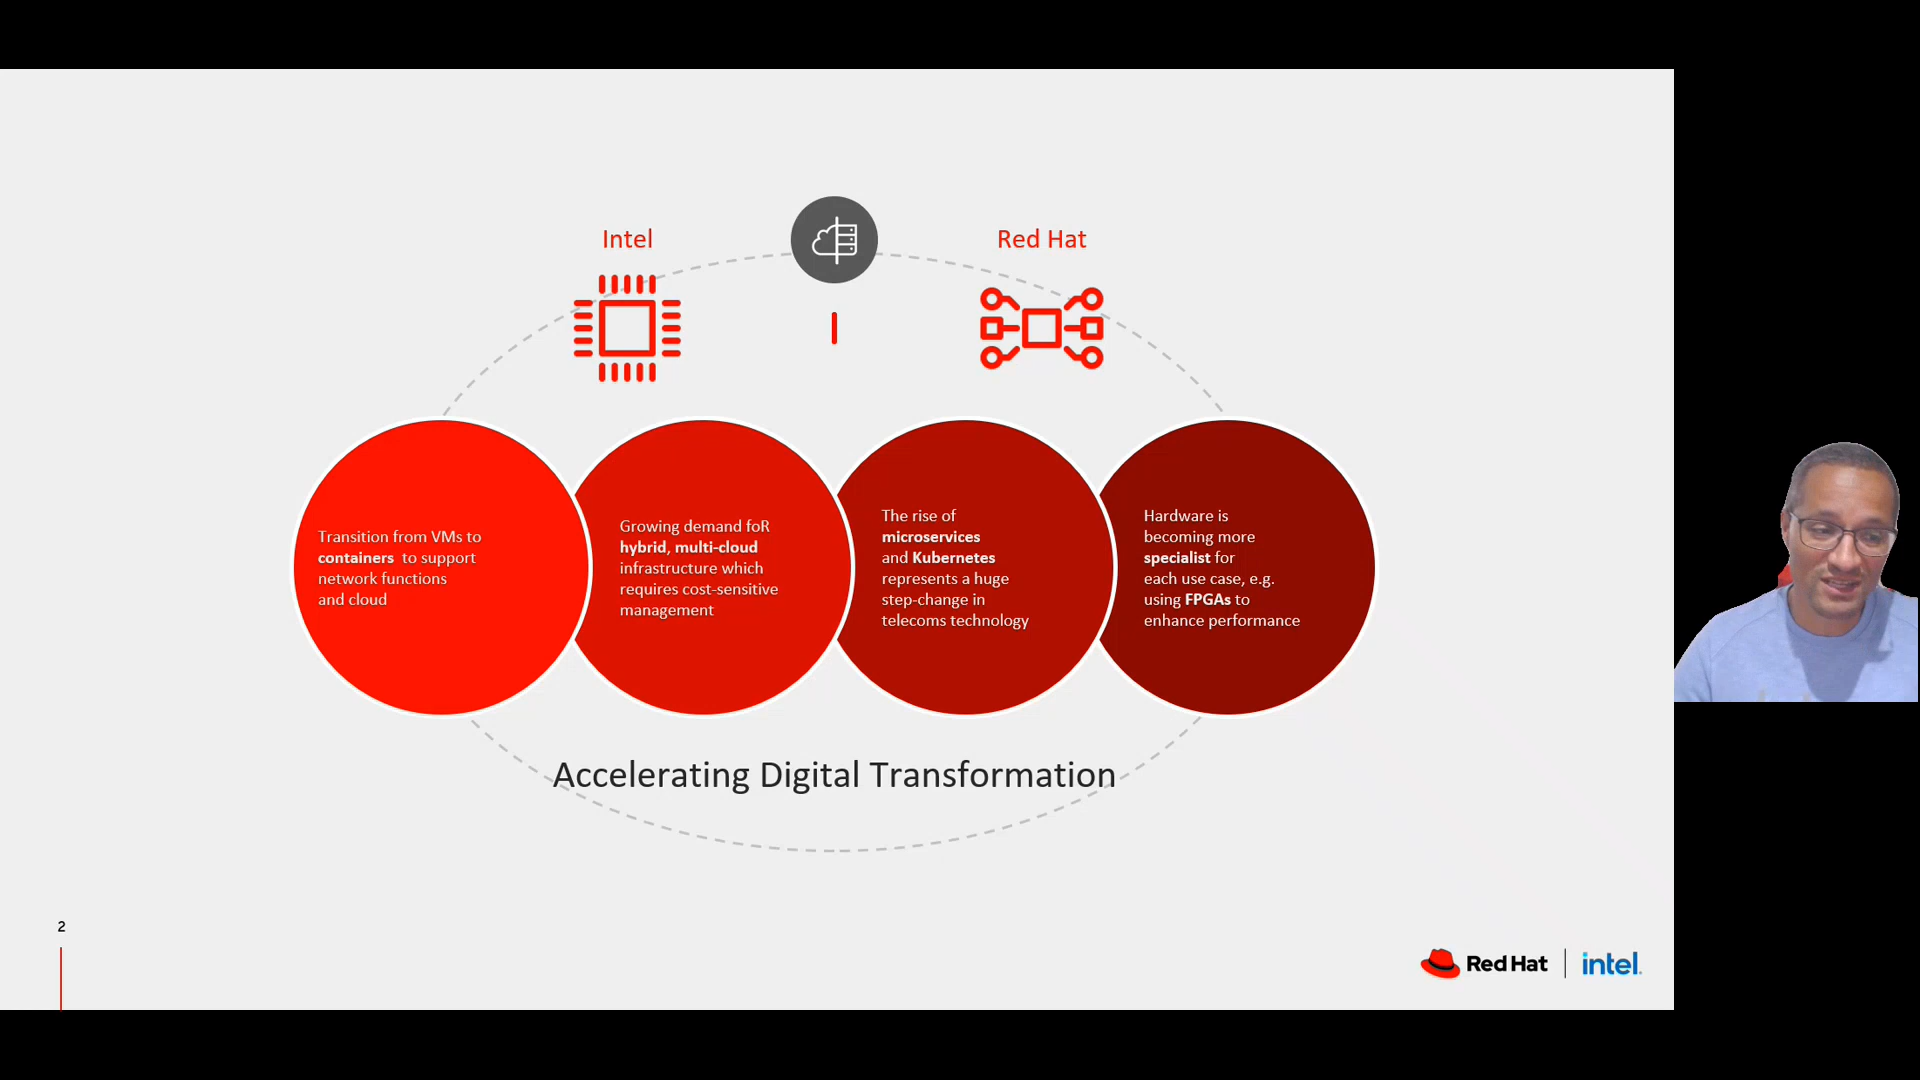 Intel
Red Hat
Transition from VMs to
containers to support
network functions
and cloud
Growing demand foR
hybrid, multi-cloud
infrastructure which
requires cost-sensitive
management
The rise of
microservices
and Kubernetes
represents a huge
step-change in
telecoms technology
Hardware is
becoming more
specialist for
each use case, e.g.
using FPGAs to
enhance performance
Accelerating Digital Transformation
2
Red Hat
intel.